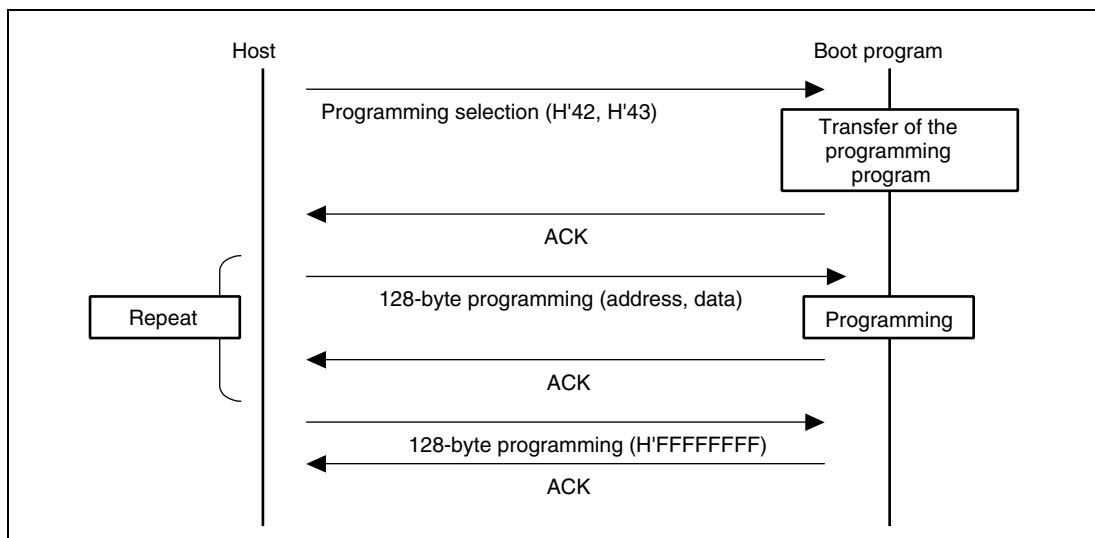 Host
Boot program
Programming selection (H'42, H'43)
Transfer of the
programming
program
ACK
128-byte programming (address, data)
Repeat
Programming
ACK
128-byte programming (H'FFFFFFFF)
ACK